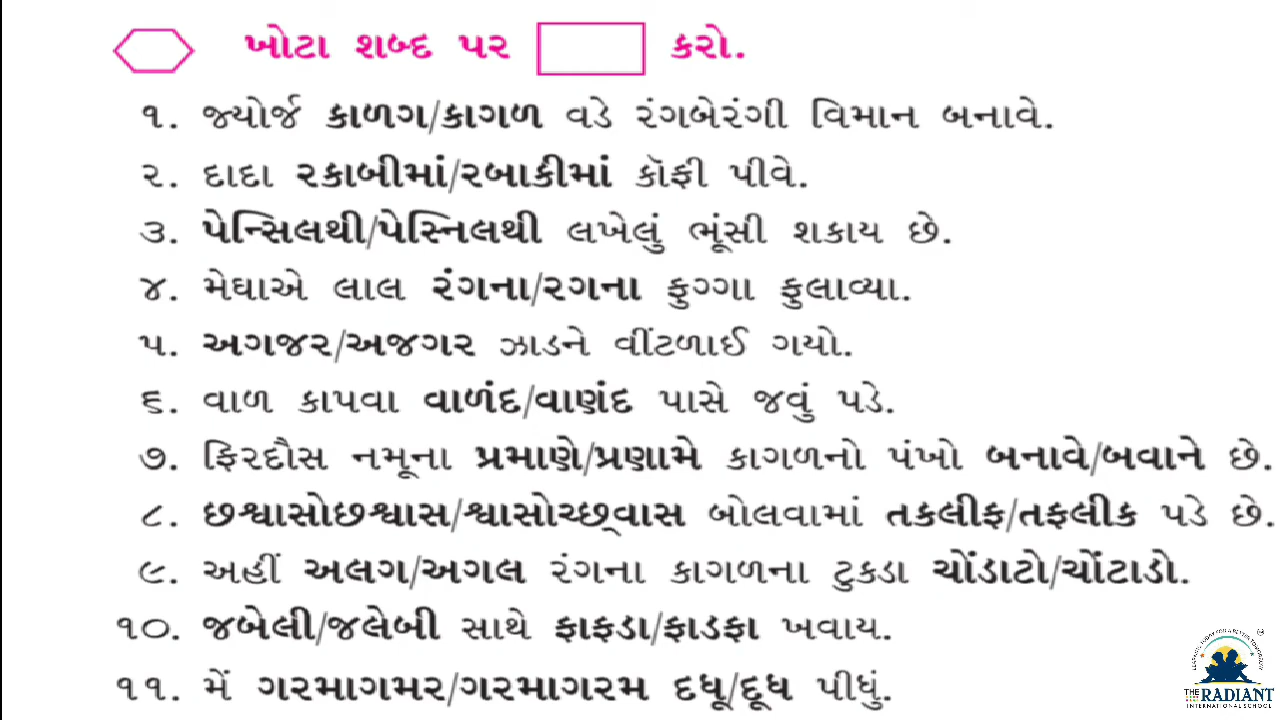 ખોટા શબ્દ પર કરો.
૧. જ્યોર્જ કાળગ/કાગળ વડે રંગબેરંગી વિમાન બનાવે.
૨. દાદા રકાબીમાં/રબાકીમાં કૉફી પીવે.
૩. પેન્સિલથી/પેસ્નિલથી લખેલું ભૂંસી શકાય છે.
૪. મેઘાએ લાલ રંગના/રગના ફુગ્ગા ફુલાવ્યા.
૫. અગજર/અજગર ઝાડને વીંટળાઈ ગયો.
૬. વાળ કાપવા વાળંદ/વાણંદ પાસે જવું પડે.
૭. ફિરદૌસ નમૂના પ્રમાણે/પ્રણામે કાગળનો પંખો બનાવે/બવાને છે.
૮. છશ્વાસોછશ્વાસ/શ્વાસોચ્છ્વાસ બોલવામાં તકલીફ/તફલીક પડે છે.
૯. અહીં અલગ/અગલ રંગના કાગળના ટુકડા ચોંડાટો/ચોંટાડો.
૧૦. જબેલી/જલેબી સાથે ફાફડા/ફાડફા ખવાય.
૧૧. મેં ગરમાગમર/ગરમાગરમ દધૂ/દૂધ પીધું.
THE RADIANT
INTERNATIONAL SCHOOL